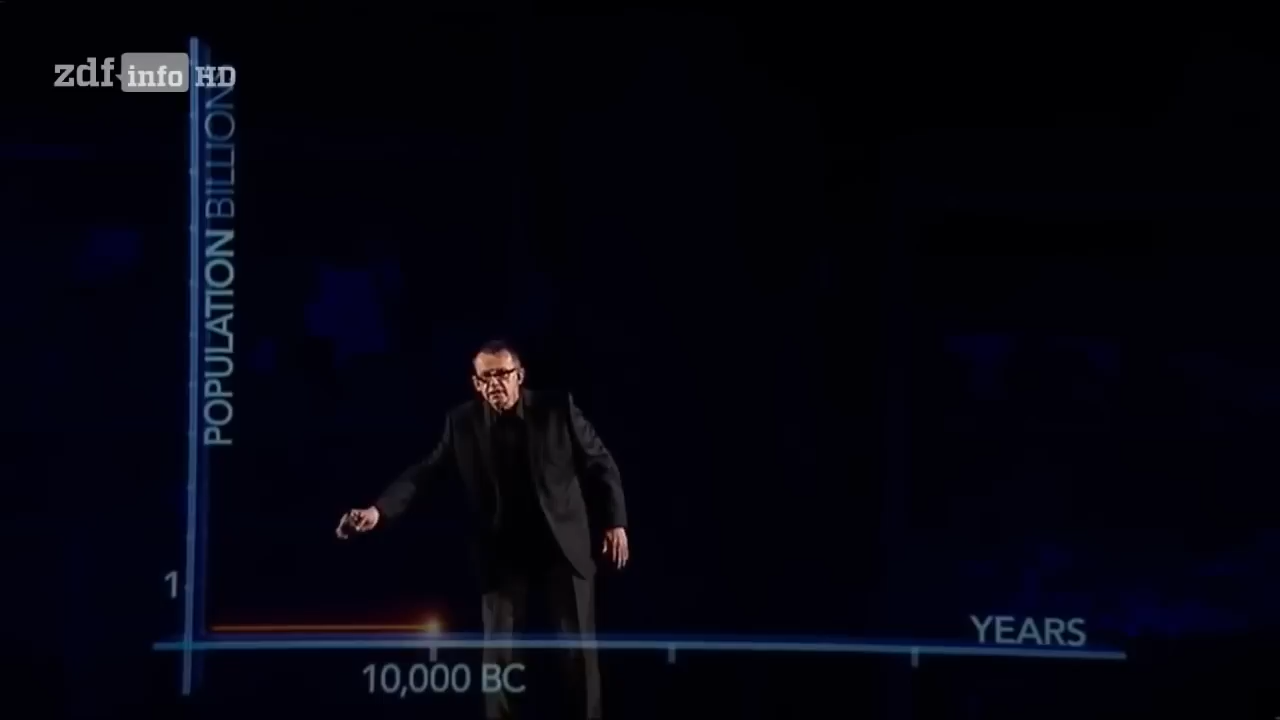 zdf info HD
POPULATION BILLION
1
YEARS
10,000 BC